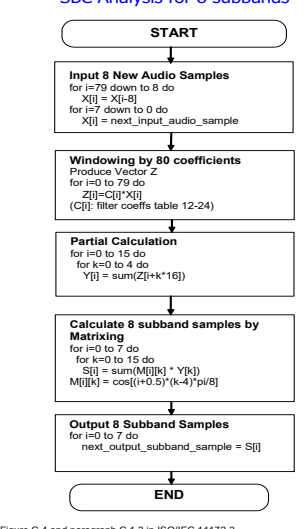 SBC Analysis for 8 subbands
START
Input 8 New Audio Samples
for i=79 down to 8 do
X[i] = X[i-8]
for i=7 down to 0 do
X[i] = next_input_audio_sample
Windowing by 80 coefficients
Produce Vector Z
for i=0 to 79 do
Z[i]=C[i]*X[i]
(C[i]: filter coeffs table 12-24)
Partial Calculation
for i=0 to 15 do
for k=0 to 4 do
Y[i] = sum(Z[i+k*16])
Calculate 8 subband samples by
Matrixing
for i=0 to 7 do
for k=0 to 15 do
S[i] = sum(M[i][k] * Y[k])
M[i][k] = cos[(i+0.5)*(k-4)*pi/8]
Output 8 Subband Samples
for i=0 to 7 do
next_output_subband_sample = S[i]
END
Figure C.4 and paragraph C.1.3 in ISO/IEC 11172-3